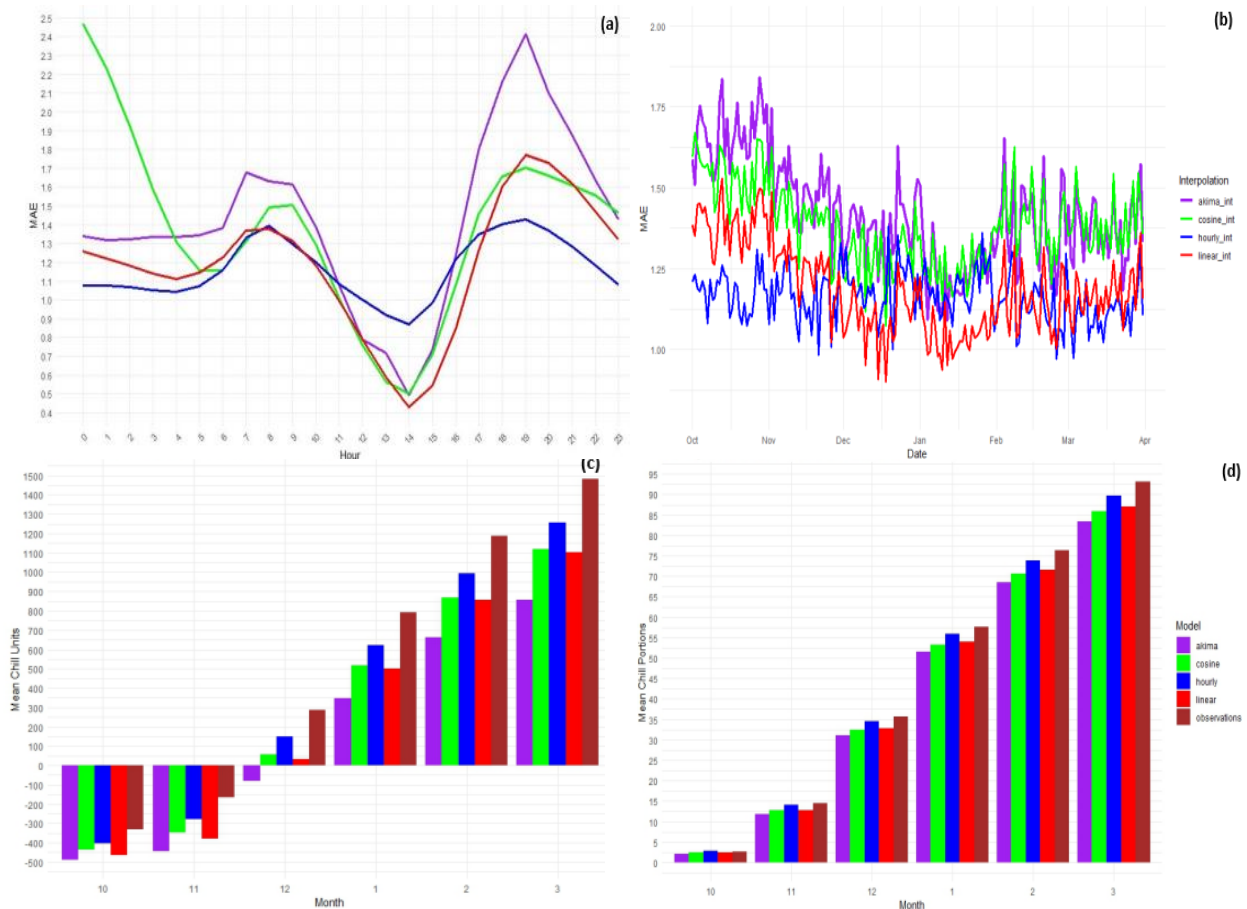 (a)
MAE
2.5
2.4
2.3
2.2
2.1
2.0
1.9
1.8
1.7
1.6
1.5
1.4
1.3
1.2
1.1
1.0
0.9
0.8
0.7
0.6
0.5
0.4
0 1 2 3 4 5 6 7 8 9 10 11 12 13 14 15 16 17 18 19 20 21 22 23
Hour
(b)
MAE
2.00
1.75
1.50
1.25
1.00
Oct Nov Dec Jan Feb Mar Apr
Date
Interpolation
akima_int
cosine_int
hourly_int
linear_int
(c)
Mean Chill Units
1500
1400
1300
1200
1100
1000
900
800
700
600
500
400
300
200
100
0
-100
-200
-300
-400
-500
10 11 12 1 2 3
Month
(d)
Mean Chill Portions
95
90
85
80
75
70
65
60
55
50
45
40
35
30
25
20
15
10
5
0
10 11 12 1 2 3
Month
Model
akima
cosine
hourly
linear
observations